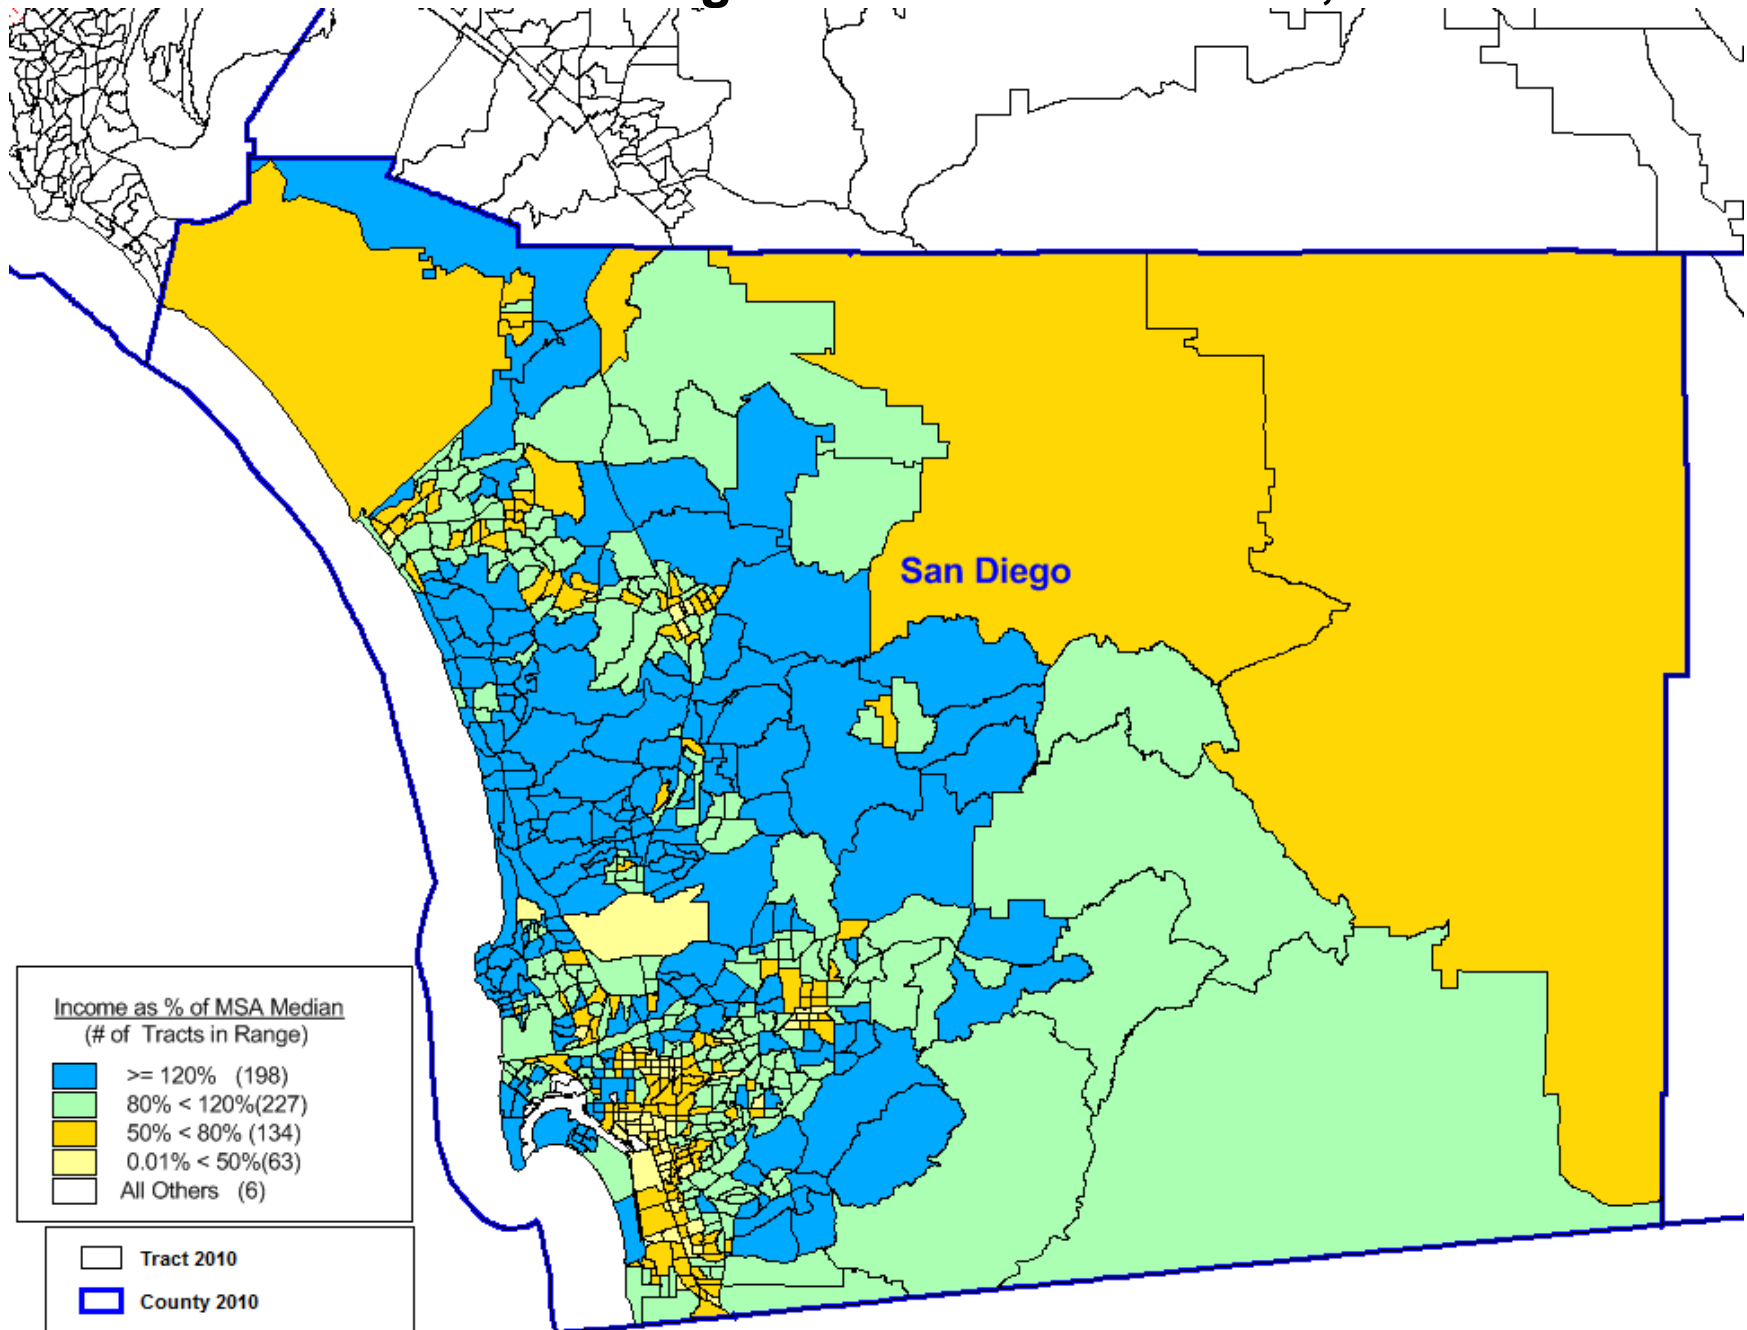 San Diego
Income as % of MSA Median
(# of Tracts in Range)
>= 120% (198)
80% < 120%(227)
50% < 80% (134)
0.01% < 50%(63)
All Others (6)
Tract 2010
County 2010